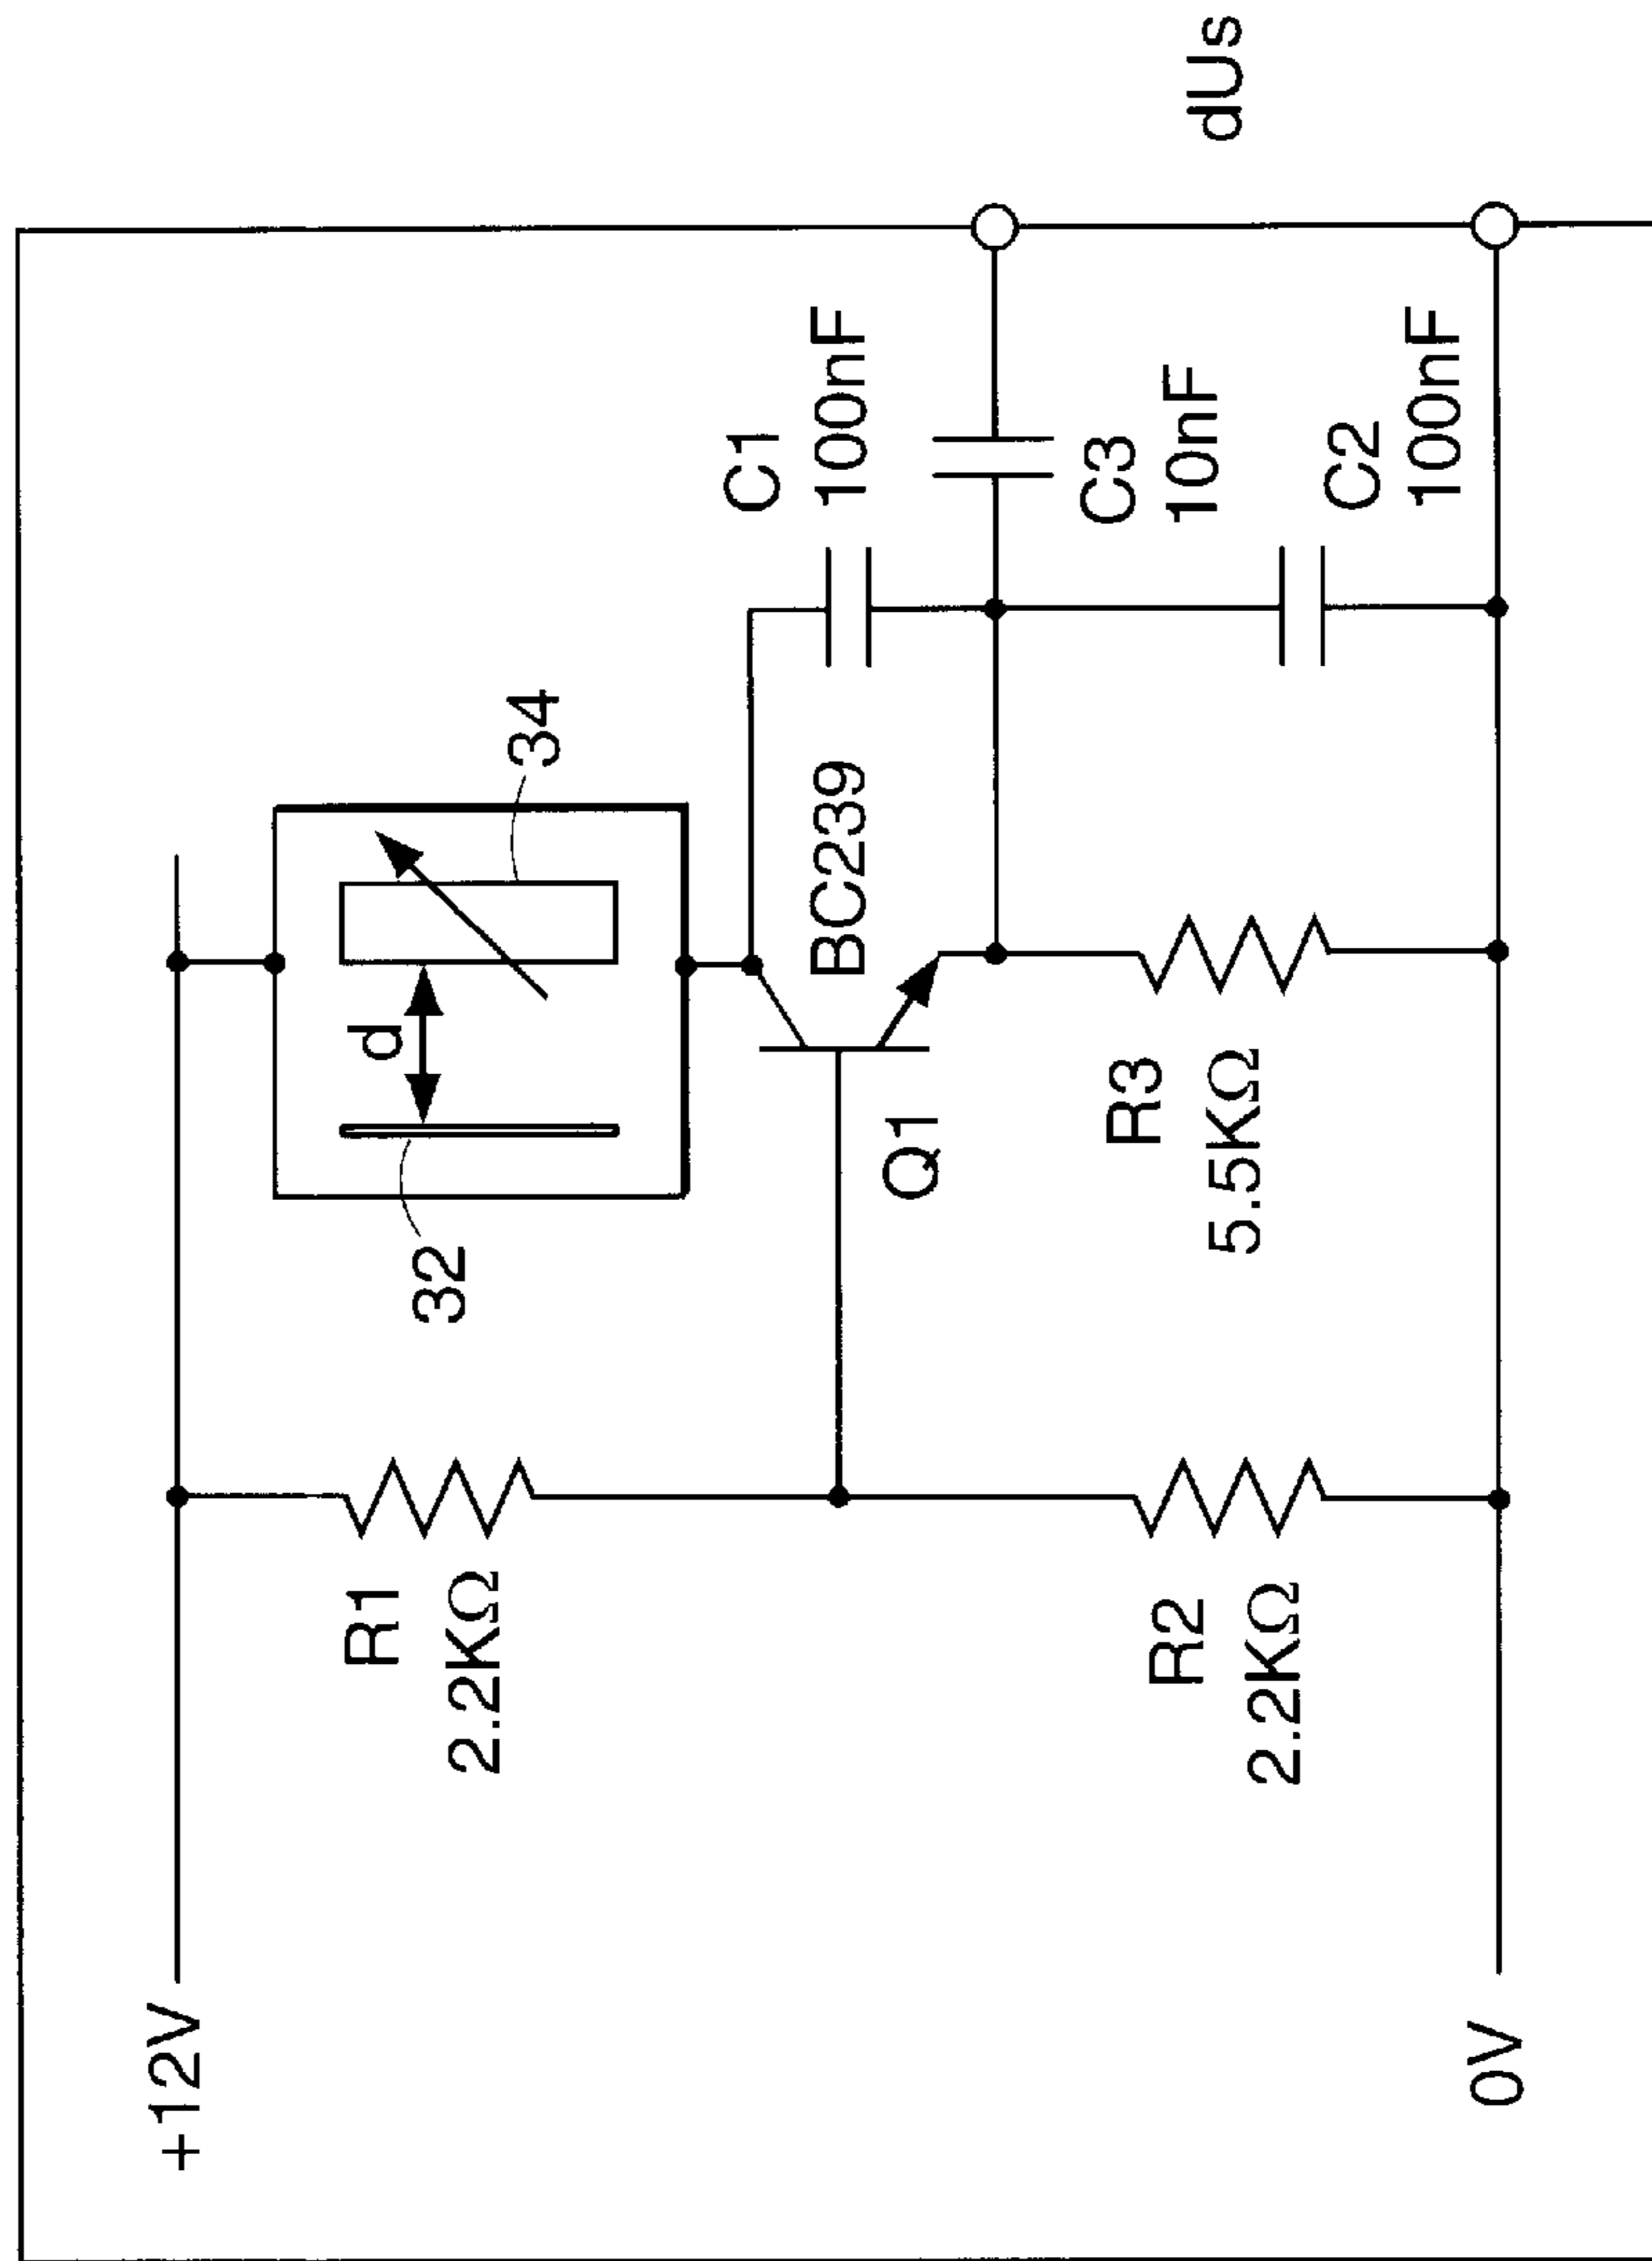 +12V
R1
2.2KΩ
32
d
34
C1
100nF
dUs
BC239
Q1
C3
10nF
R3
5.5KΩ
R2
2.2KΩ
C2
100nF
0V